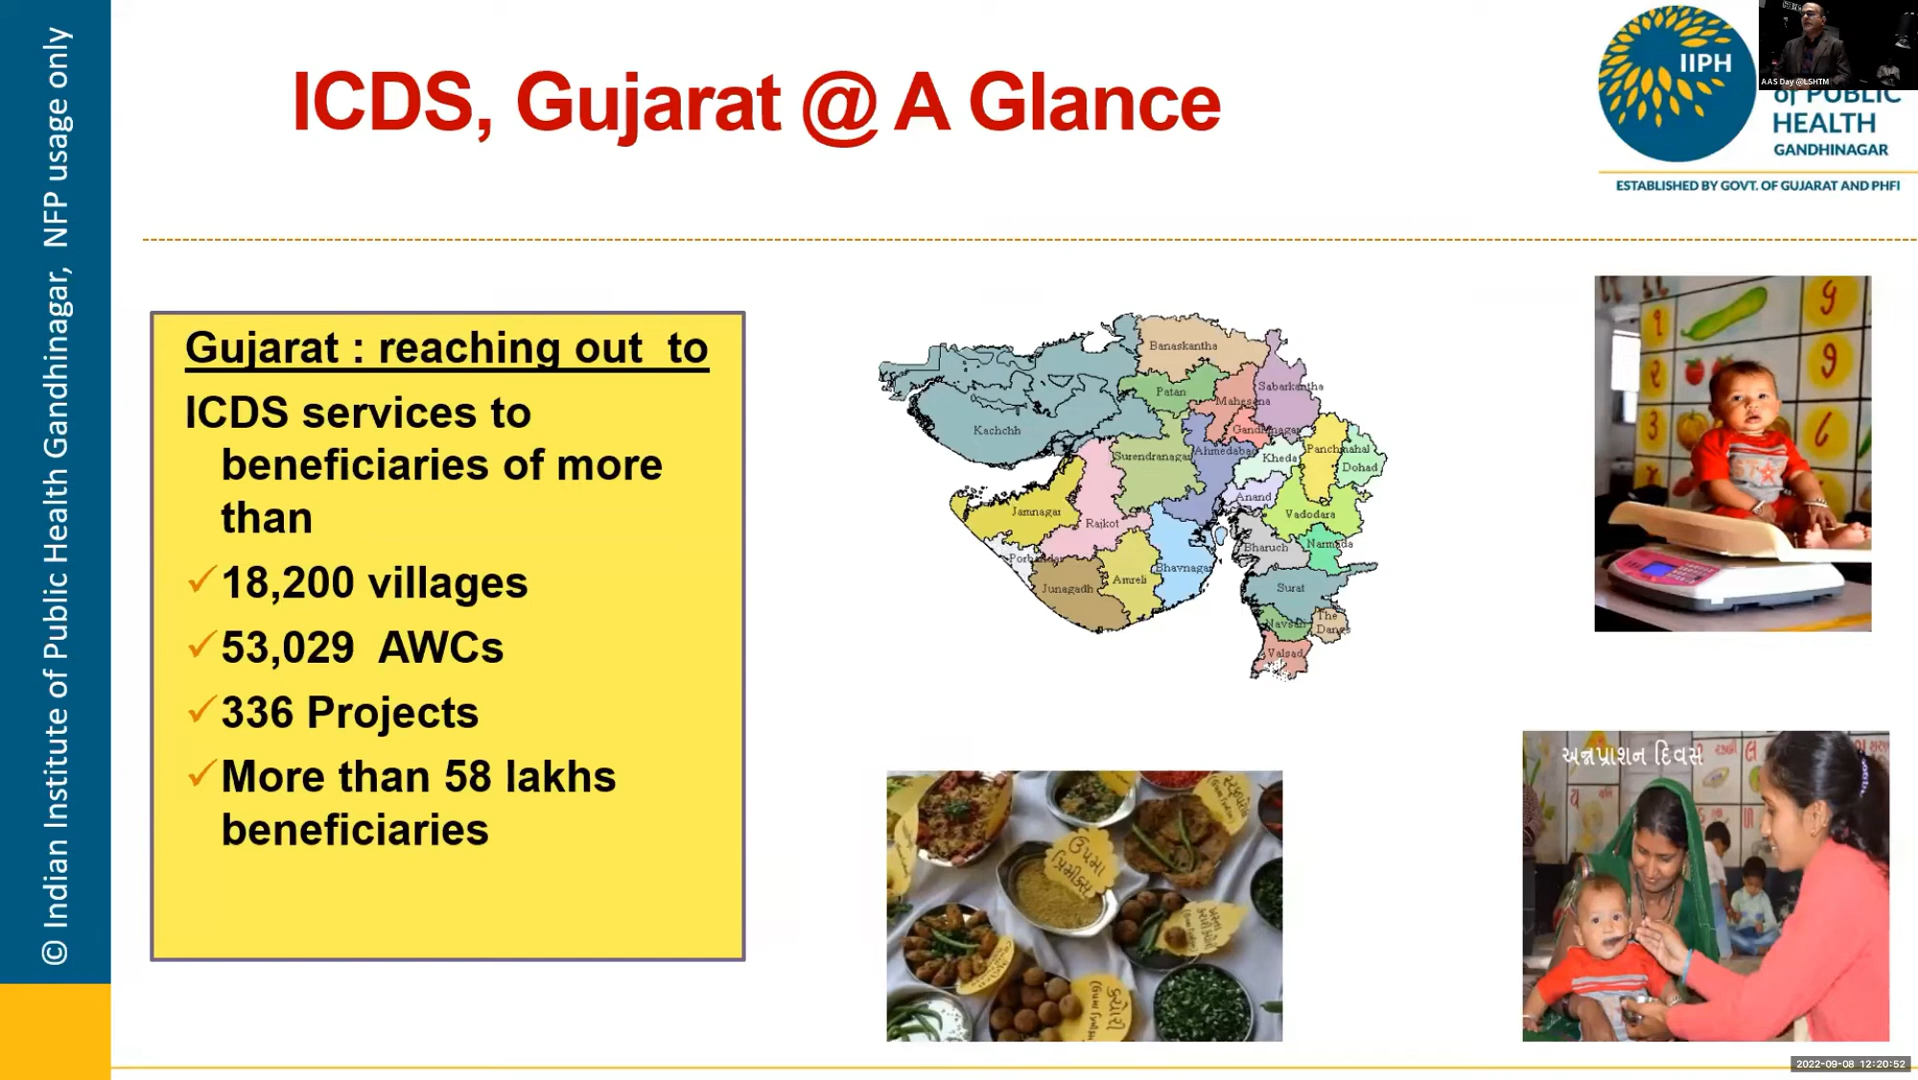 ICDS, Gujarat @ A Glance
© Indian Institute of Public Health Gandhinagar, NFP usage only
IIPH
of PUBLIC
HEALTH
GANDHINAGAR
ESTABLISHED BY GOVT. OF GUJARAT AND PHFI
AAS Day @LSHTM
Gujarat : reaching out to
ICDS services to
beneficiaries of more
than
✓18,200 villages
✓53,029 AWCs
✓336 Projects
✓More than 58 lakhs
beneficiaries
Banaskantha
Patan
Sabarkantha
Mahesana
Kachchh
Gandhinagar
Surendranagar
Ahmedabad
Kheda
Panchmahal
Dohad
Anand
Jamnagar
Rajkot
Vadodara
Porbandar
Bharuch
Narmada
Junagadh
Amreli
Bhavnagar
Surat
Navsari
The
Dangs
Valsad
ઉપમા
પ્રિમીક્સ
અન્નપ્રાશન દિવસ
2022-09-08 12:20:52